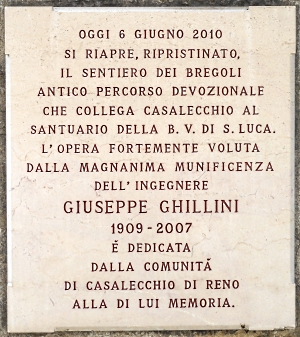 OGGI 6 GIUGNO 2010
SI RIAPRE, RIPRISTINATO,
IL SENTIERO DEI BREGOLI
ANTICO PERCORSO DEVOZIONALE
CHE COLLEGA CASALECCHIO AL
SANTUARIO DELLA B. V. DI S. LUCA.
L'OPERA FORTEMENTE VOLUTA
DALLA MAGNANIMA MUNIFICENZA
DELL'INGEGNERE
GIUSEPPE GHILLINI
1909 - 2007
É DEDICATA
DALLA COMUNITÁ
DI CASALECCHIO DI RENO
ALLA DI LUI MEMORIA.